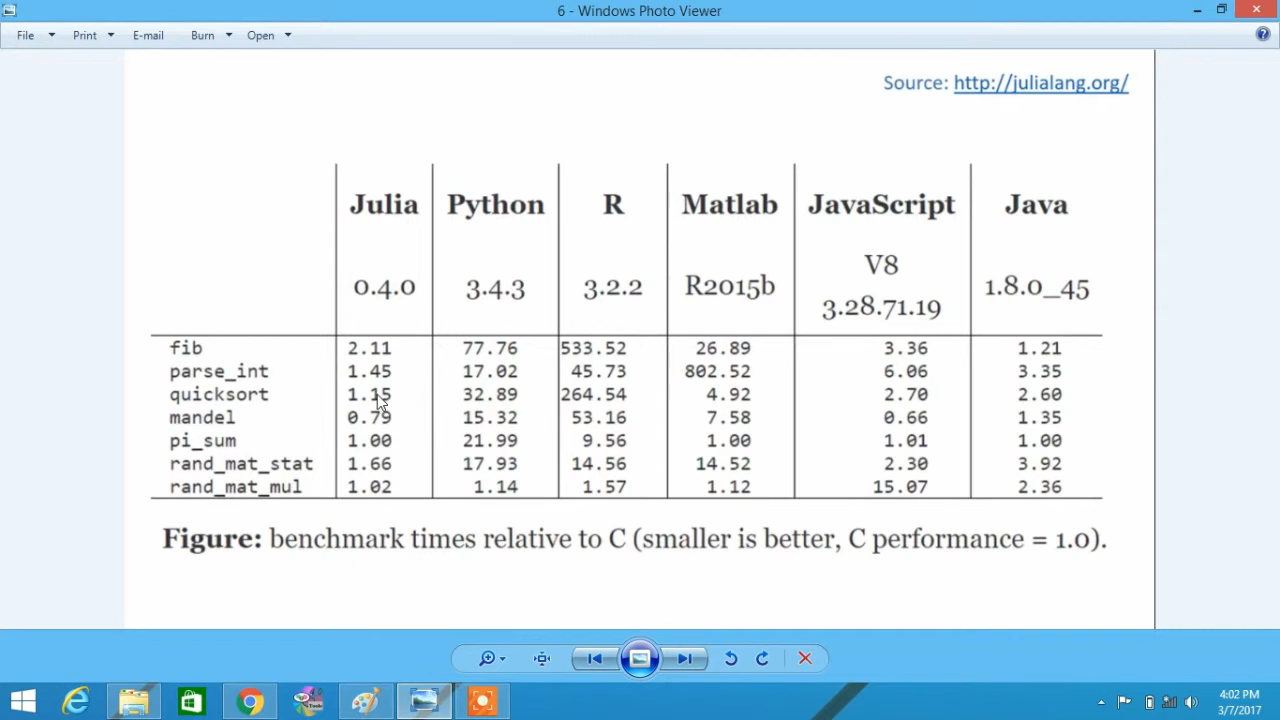 6 - Windows Photo Viewer
File Print E-mail Burn Open
Source: http://julialang.org/
Julia Python R Matlab JavaScript Java
0.4.0 3.4.3 3.2.2 R2015b V8 3.28.71.19 1.8.0_45
fib 2.11 77.76 533.52 26.89 3.36 1.21
parse_int 1.45 17.02 45.73 802.52 6.06 3.35
quicksort 1.15 32.89 264.54 4.92 2.70 2.60
mandel 0.79 15.32 53.16 7.58 0.66 1.35
pi_sum 1.00 21.99 9.56 1.00 1.01 1.00
rand_mat_stat 1.66 17.93 14.56 14.52 2.30 3.92
rand_mat_mul 1.02 1.14 1.57 1.12 15.07 2.36
Figure: benchmark times relative to C (smaller is better, C performance = 1.0).
Tools
4:02 PM
3/7/2017